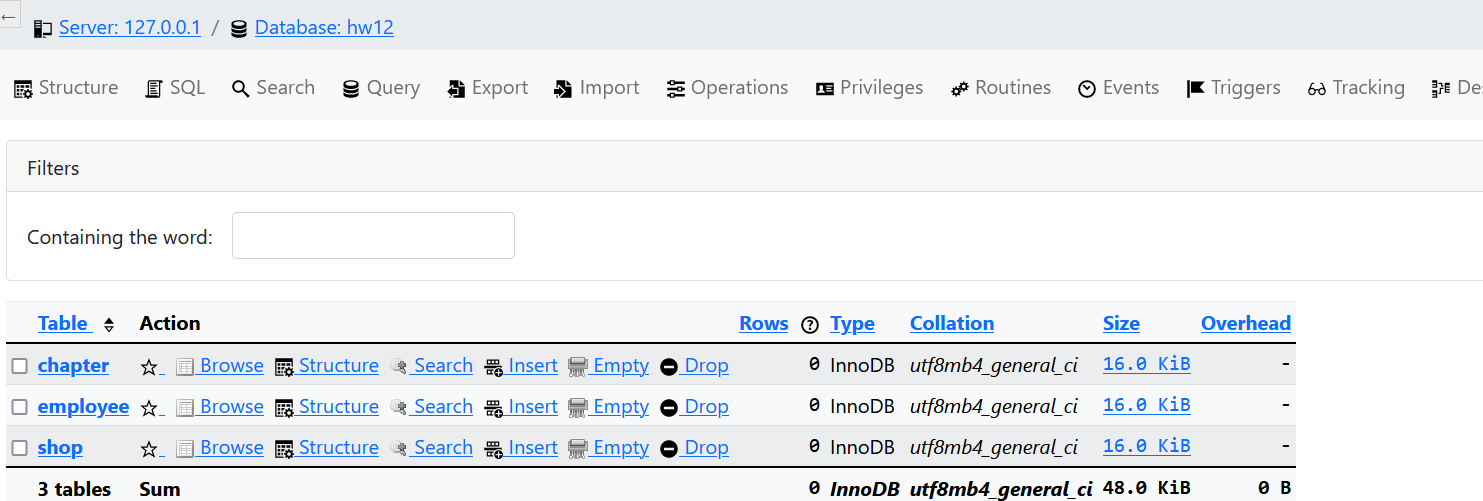 Server: 127.0.0.1 / Database: hw12
Structure SQL Search Query Export Import Operations Privileges Routines Events Triggers Tracking De
Filters
Containing the word:
Table Action Rows Type Collation Size Overhead
chapter Browse Structure Search Insert Empty Drop 0 InnoDB utf8mb4_general_ci 16.0 KiB -
employee Browse Structure Search Insert Empty Drop 0 InnoDB utf8mb4_general_ci 16.0 KiB -
shop Browse Structure Search Insert Empty Drop 0 InnoDB utf8mb4_general_ci 16.0 KiB -
3 tables Sum 0 InnoDB utf8mb4_general_ci 48.0 KiB 0 B